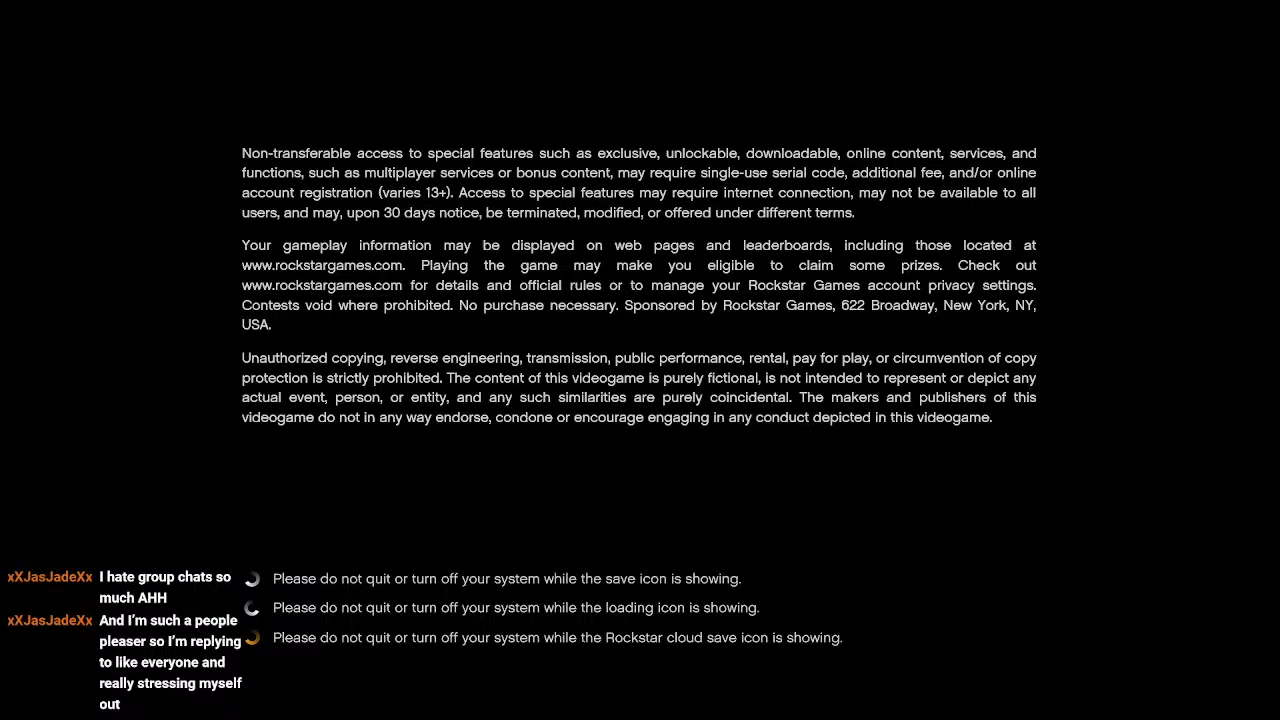 Non-transferable access to special features such as exclusive, unlockable, downloadable, online content, services, and
functions, such as multiplayer services or bonus content, may require single-use serial code, additional fee, and/or online
account registration (varies 13+). Access to special features may require internet connection, may not be available to all
users, and may, upon 30 days notice, be terminated, modified, or offered under different terms.
Your gameplay information may be displayed on web pages and leaderboards, including those located at
www.rockstargames.com. Playing the game may make you eligible to claim some prizes. Check out
www.rockstargames.com for details and official rules or to manage your Rockstar Games account privacy settings.
Contests void where prohibited. No purchase necessary. Sponsored by Rockstar Games, 622 Broadway, New York, NY,
USA.
Unauthorized copying, reverse engineering, transmission, public performance, rental, pay for play, or circumvention of copy
protection is strictly prohibited. The content of this videogame is purely fictional, is not intended to represent or depict any
actual event, person, or entity, and any such similarities are purely coincidental. The makers and publishers of this
videogame do not in any way endorse, condone or encourage engaging in any conduct depicted in this videogame.
xXJasJadeXx I hate group chats so
much AHH
xXJasJadeXx And I'm such a people
pleaser so I'm replying
to like everyone and
really stressing myself
out
Please do not quit or turn off your system while the save icon is showing.
Please do not quit or turn off your system while the loading icon is showing.
Please do not quit or turn off your system while the Rockstar cloud save icon is showing.